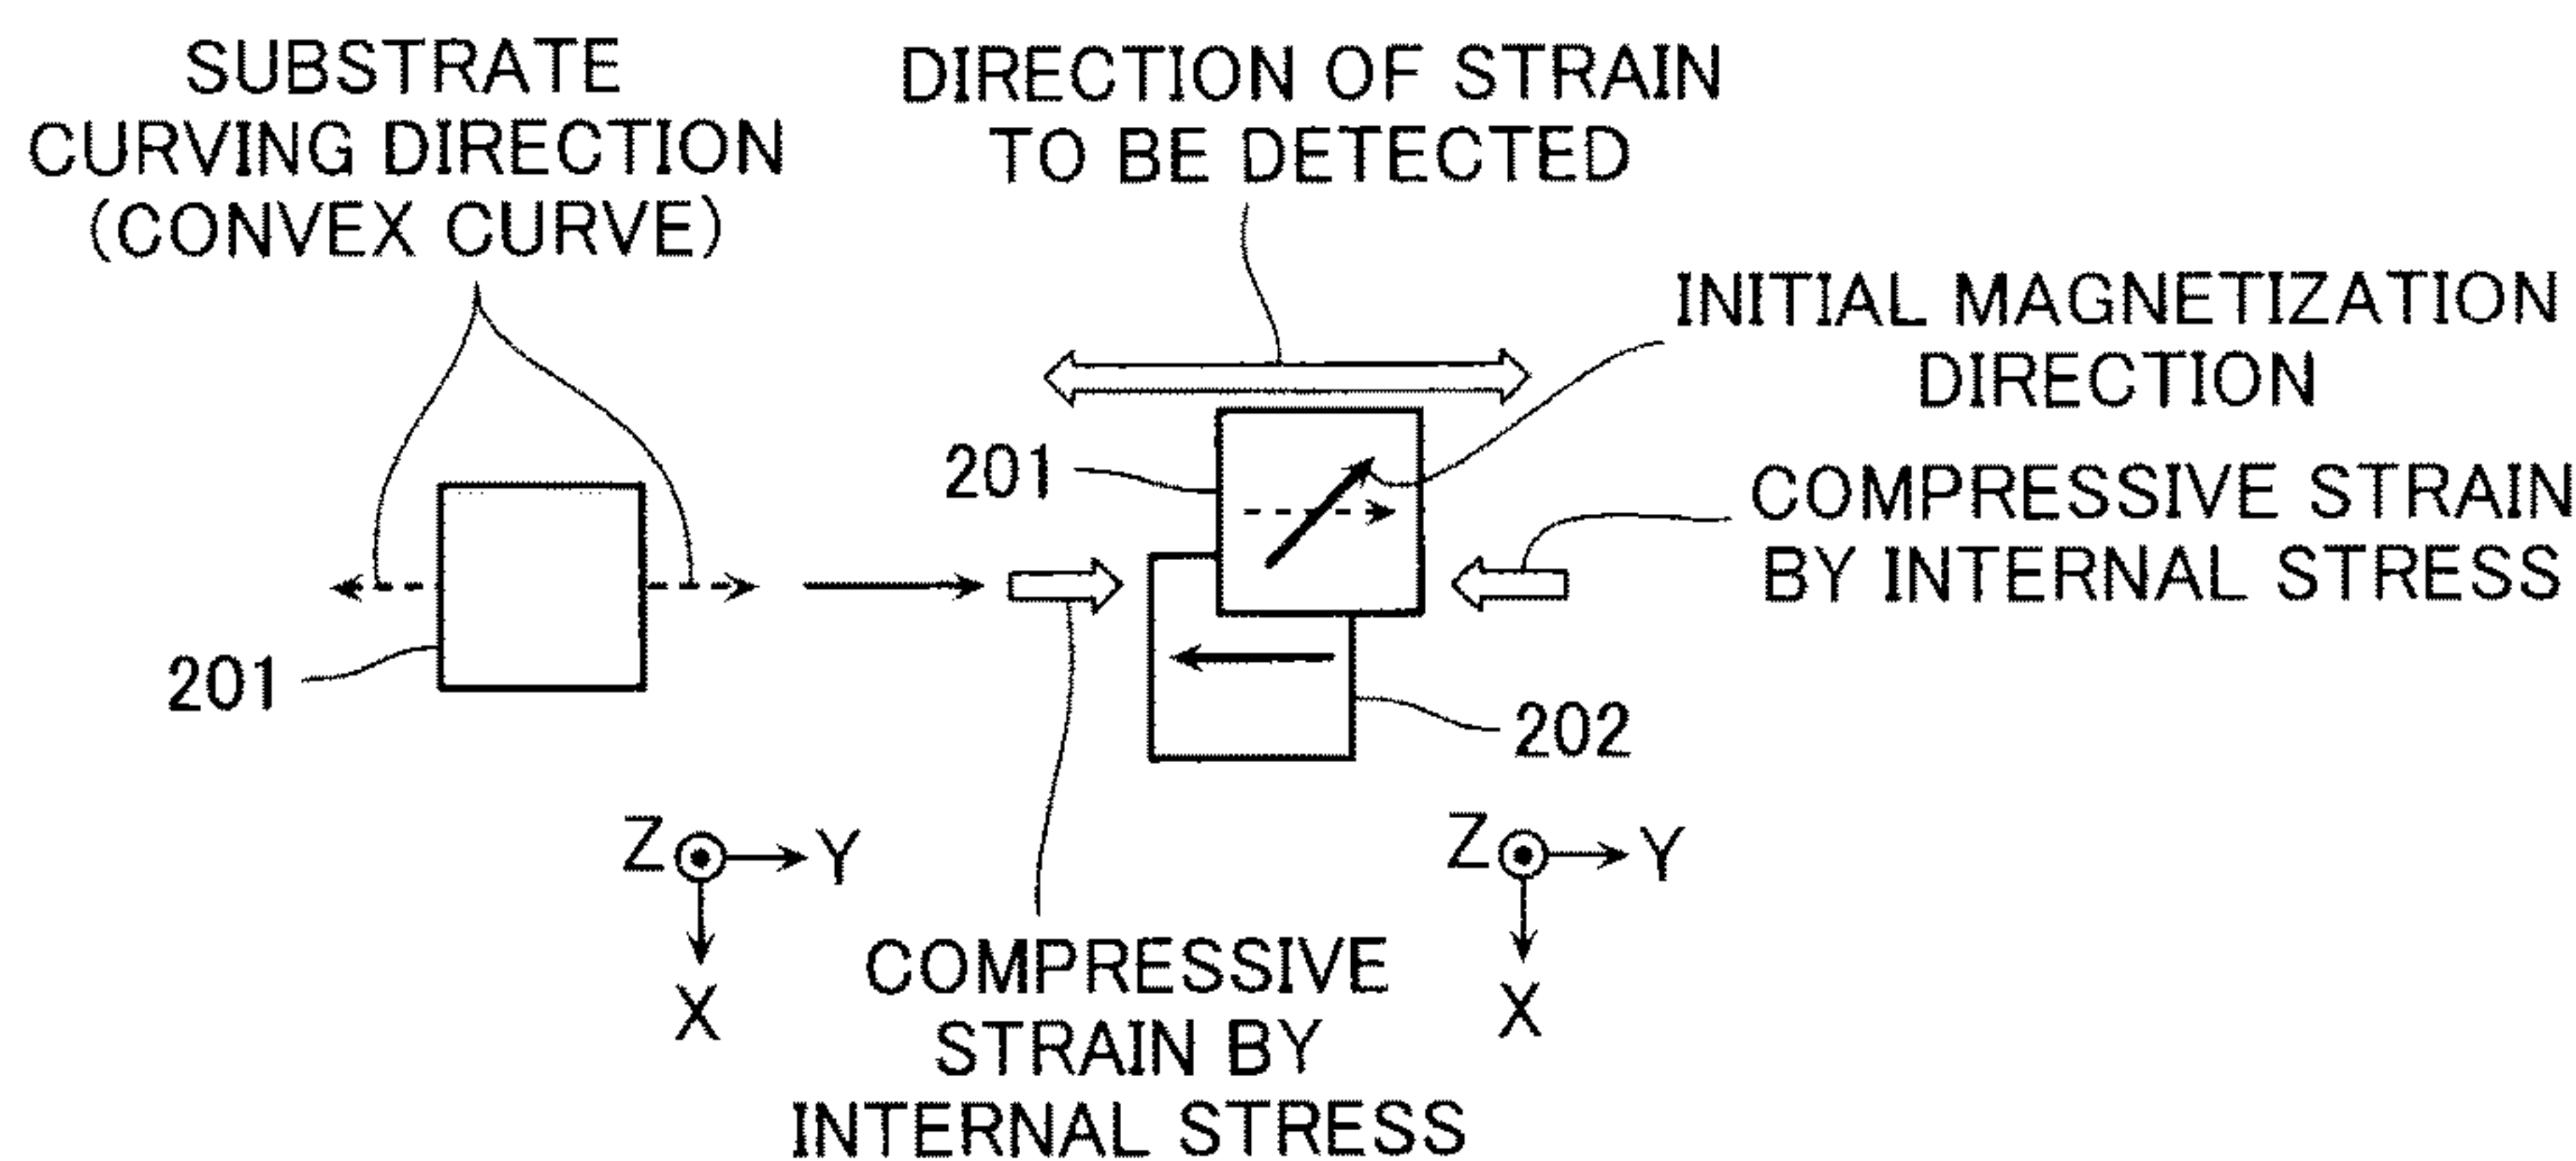 SUBSTRATE
CURVING DIRECTION
(CONVEX CURVE)
DIRECTION OF STRAIN
TO BE DETECTED
INITIAL MAGNETIZATION
DIRECTION
201
COMPRESSIVE STRAIN
BY INTERNAL STRESS
201
202
Z
Y
X
Z
Y
X
COMPRESSIVE
STRAIN BY
INTERNAL STRESS